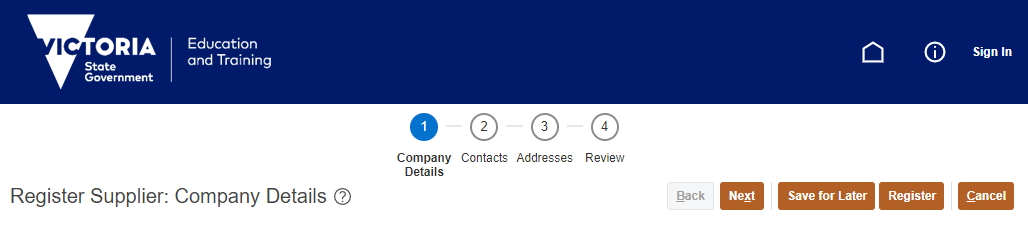 VICTORIA
State
Government
Education
and Training
Sign In
1
2
3
4
Company
Details
Contacts
Addresses
Review
Register Supplier: Company Details ?
Back
Next
Save for Later
Register
Cancel